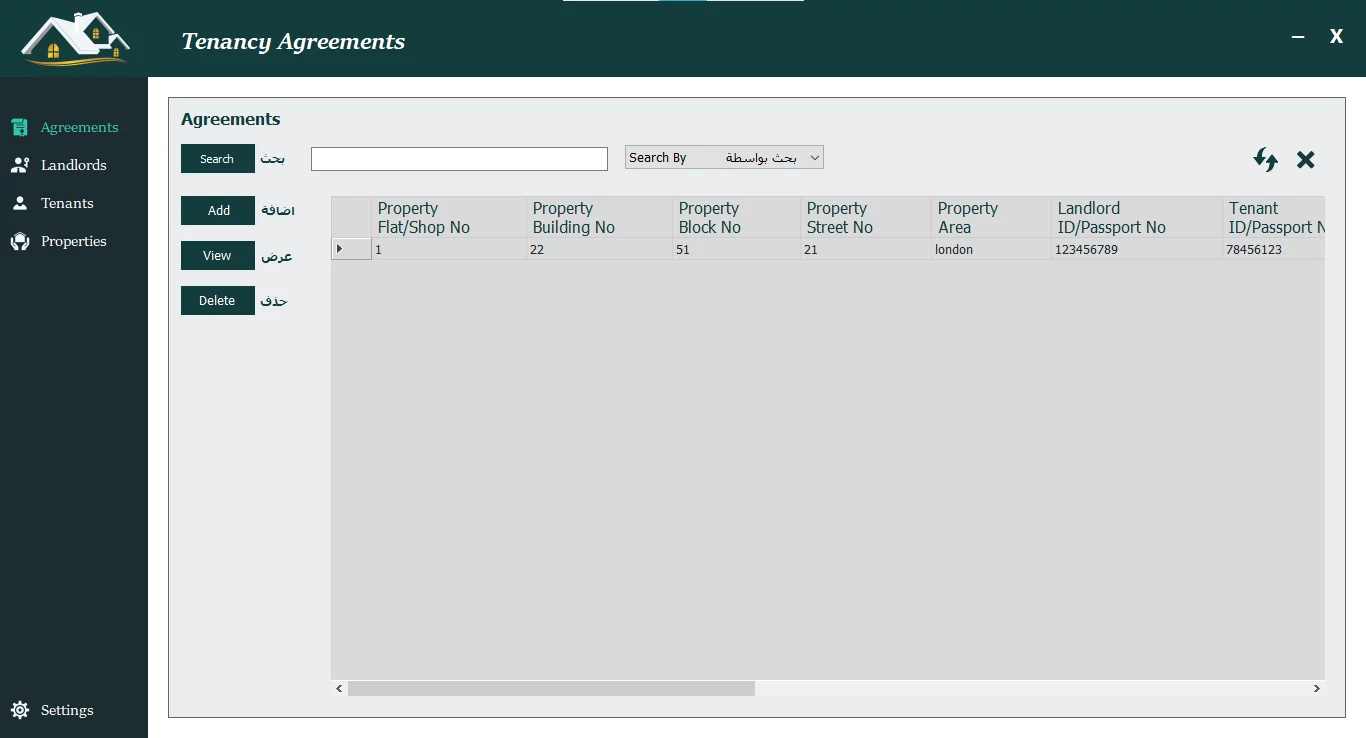 Tenancy Agreements
X
Agreements
Landlords
Tenants
Properties
Settings
Agreements
Search بحث
Search By بحث بواسطة
Add اضافة
View عرض
Delete حذف
Property Flat/Shop No
Property Building No
Property Block No
Property Street No
Property Area
Landlord ID/Passport No
Tenant ID/Passport N
1 22 51 21 london 123456789 78456123